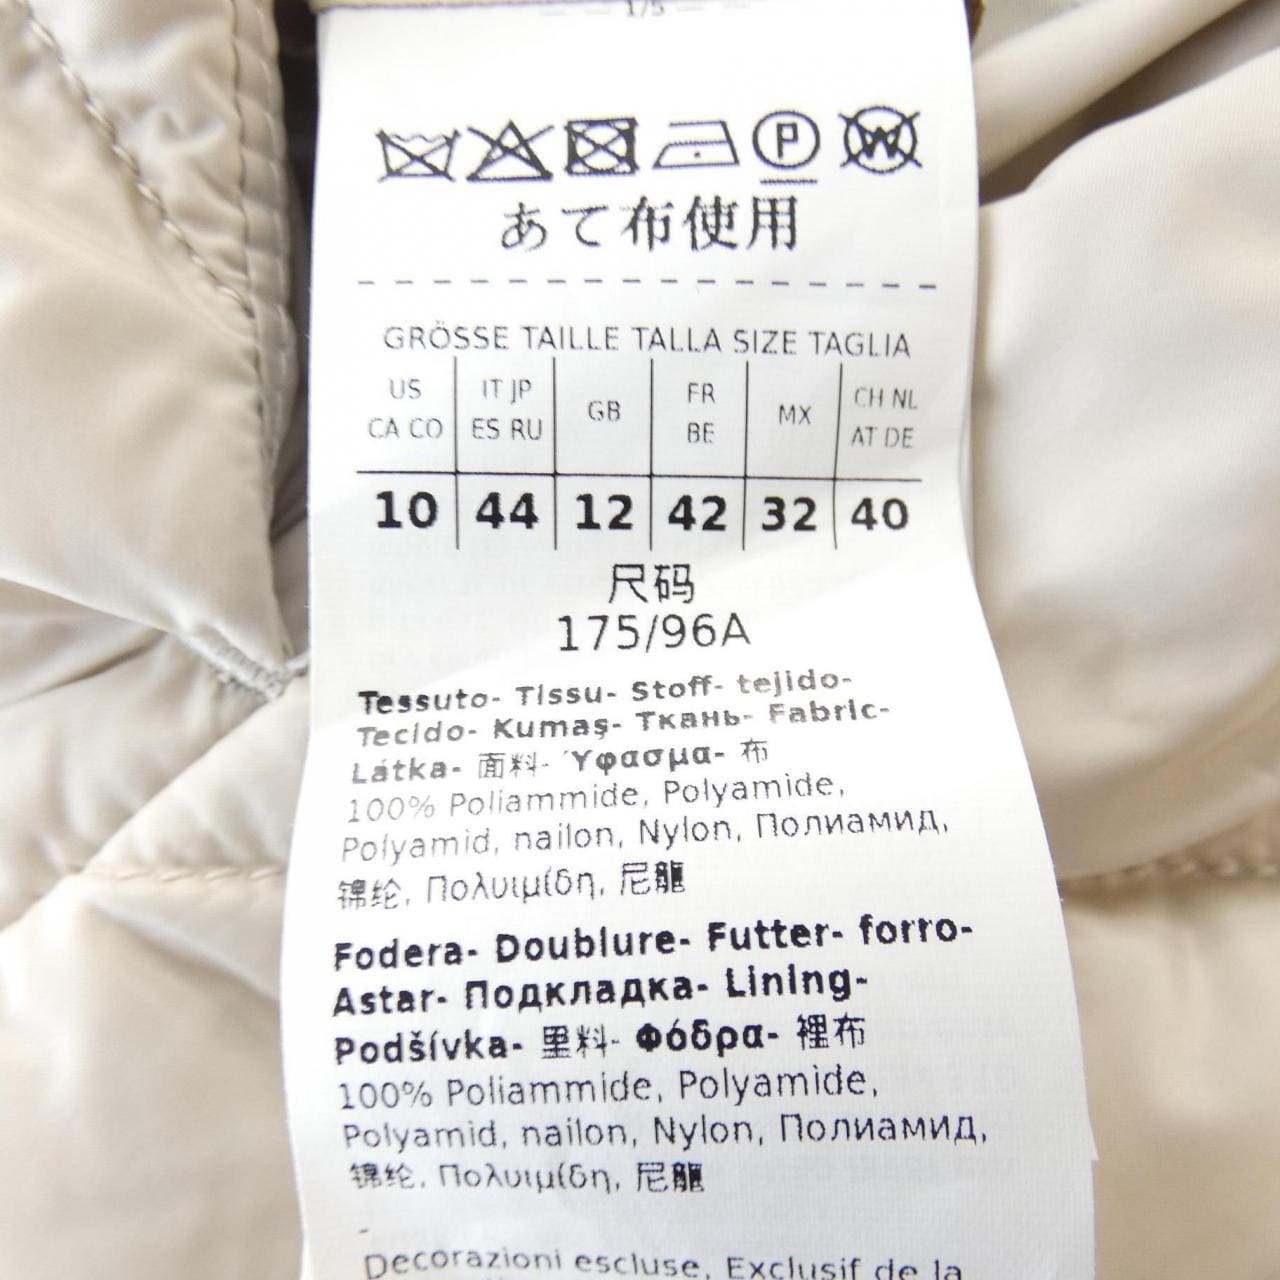 175
P W
あて布使用
GRÖSSE TAILLE TALLA SIZE TAGLIA
US CA CO IT JP ES RU GB FR BE MX CH NL AT DE
10 44 12 42 32 40
尺码
175/96A
Tessuto- Tissu- Stoff- tejido-
Tecido- Kumaş- Ткань- Fabric-
Látka- 面料- Ύφασμα- 布
100% Poliammide, Polyamide,
Polyamid, nailon, Nylon, Полиамид,
锦纶, Πολυιμίδη, 尼龍
Fodera- Doublure- Futter- forro-
Astar- Подкладка- Lining-
Podšívka- 里料- Φόδρα- 裡布
100% Poliammide, Polyamide,
Polyamid, nailon, Nylon, Полиамид,
锦纶, Πολυιμίδη, 尼龍
-
Decorazioni escluse, Exclusif de la